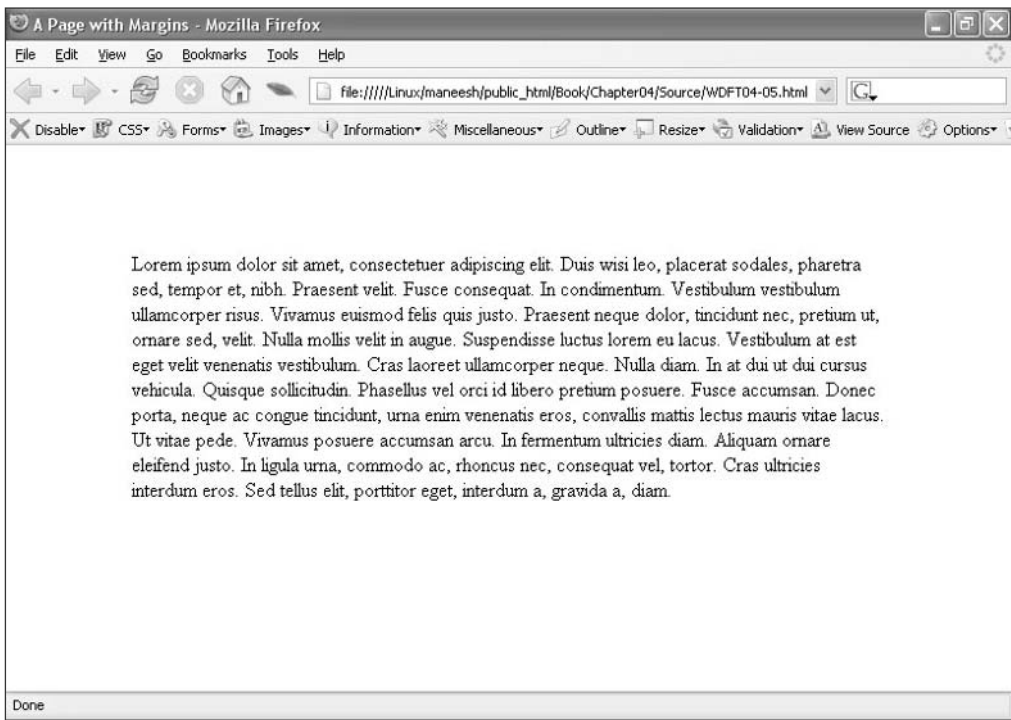 A Page with Margins - Mozilla Firefox
File Edit View Go Bookmarks Tools Help
file://///Linux/maneesh/public_html/Book/Chapter04/Source/WDFT04-05.html G
Disable CSS Forms Images Information Miscellaneous Outline Resize Validation View Source Options
Lorem ipsum dolor sit amet, consectetuer adipiscing elit. Duis wisi leo, placerat sodales, pharetra
sed, tempor et, nibh. Praesent velit. Fusce consequat. In condimentum. Vestibulum vestibulum
ullamcorper risus. Vivamus euismod felis quis justo. Praesent neque dolor, tincidunt nec, pretium ut,
ornare sed, velit. Nulla mollis velit in augue. Suspendisse luctus lorem eu lacus. Vestibulum at est
eget velit venenatis vestibulum. Cras laoreet ullamcorper neque. Nulla diam. In at dui ut dui cursus
vehicula. Quisque sollicitudin. Phasellus vel orci id libero pretium posuere. Fusce accumsan. Donec
porta, neque ac congue tincidunt, urna enim venenatis eros, convallis mattis lectus mauris vitae lacus.
Ut vitae pede. Vivamus posuere accumsan arcu. In fermentum ultricies diam. Aliquam ornare
eleifend justo. In ligula urna, commodo ac, rhoncus nec, consequat vel, tortor. Cras ultricies
interdum eros. Sed tellus elit, porttitor eget, interdum a, gravida a, diam.
Done